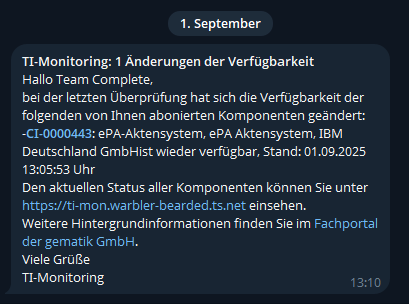 1. September
TI-Monitoring: 1 Änderungen der Verfügbarkeit
Hallo Team Complete,
bei der letzten Überprüfung hat sich die Verfügbarkeit der
folgenden von Ihnen abonierten Komponenten geändert:
-CI-0000443: ePA-Aktensystem, ePA Aktensystem, IBM
Deutschland GmbHist wieder verfügbar, Stand: 01.09.2025
13:05:53 Uhr
Den aktuellen Status aller Komponenten können Sie unter
https://ti-mon.warbler-bearded.ts.net einsehen.
Weitere Hintergrundinformationen finden Sie im Fachportal
der gematik GmbH.
Viele Grüße
TI-Monitoring
13:10